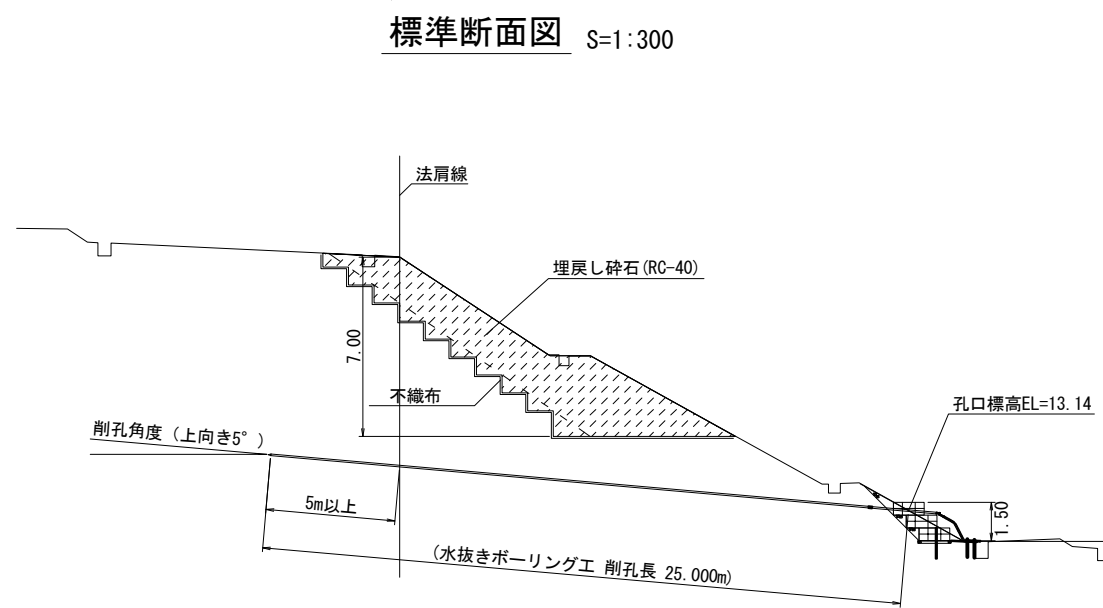 標準断面図 S=1:300
法肩線
埋戻し砕石(RC-40)
7.00
不織布
孔口標高EL=13.14
削孔角度(上向き5°)
5m以上
1.50
(水抜きボーリング工 削孔長 25.000m)